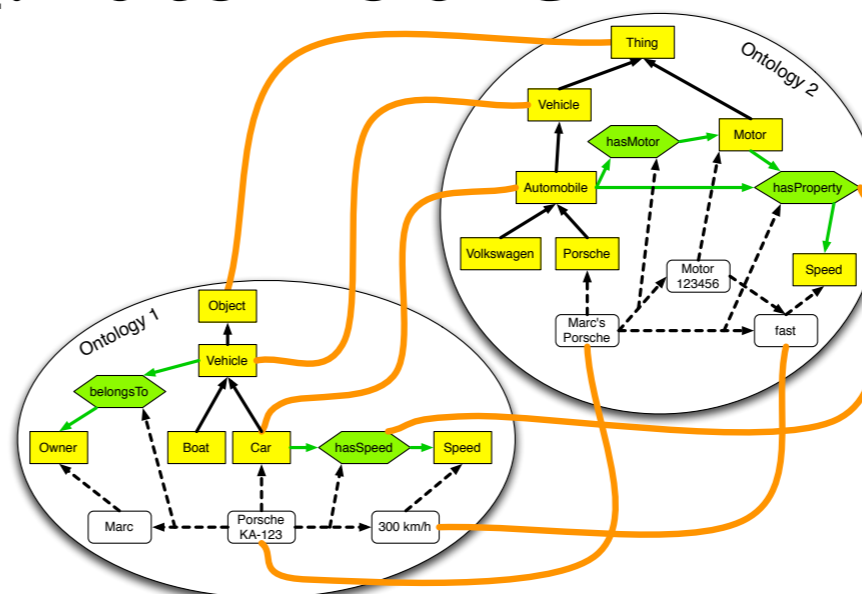 Thing
Ontology 2
Vehicle
hasMotor
Motor
Automobile
hasProperty
Volkswagen
Porsche
Motor
123456
Speed
Marc's
Porsche
fast
Ontology 1
Object
Vehicle
belongsTo
Owner
Boat
Car
hasSpeed
Speed
Marc
Porsche
KA-123
300 km/h